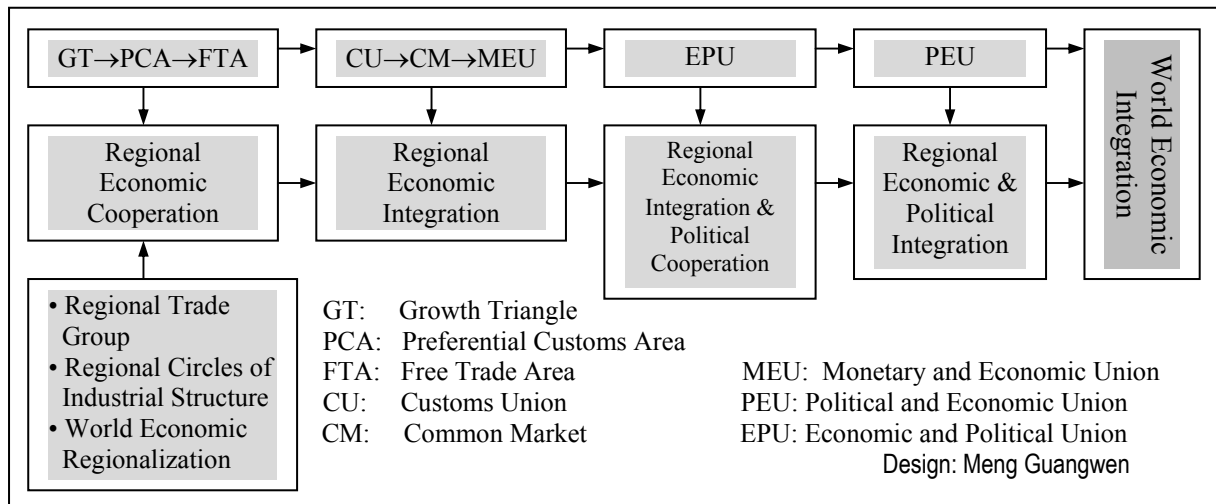 GT→PCA→FTA
CU→CM→MEU
EPU
PEU
World Economic
Integration
Regional
Economic
Cooperation
Regional
Economic
Integration
Regional
Economic
Integration &
Political
Cooperation
Regional
Economic &
Political
Integration
• Regional Trade
Group
• Regional Circles of
Industrial Structure
• World Economic
Regionalization
GT: Growth Triangle
PCA: Preferential Customs Area
FTA: Free Trade Area
CU: Customs Union
CM: Common Market
MEU: Monetary and Economic Union
PEU: Political and Economic Union
EPU: Economic and Political Union
Design: Meng Guangwen